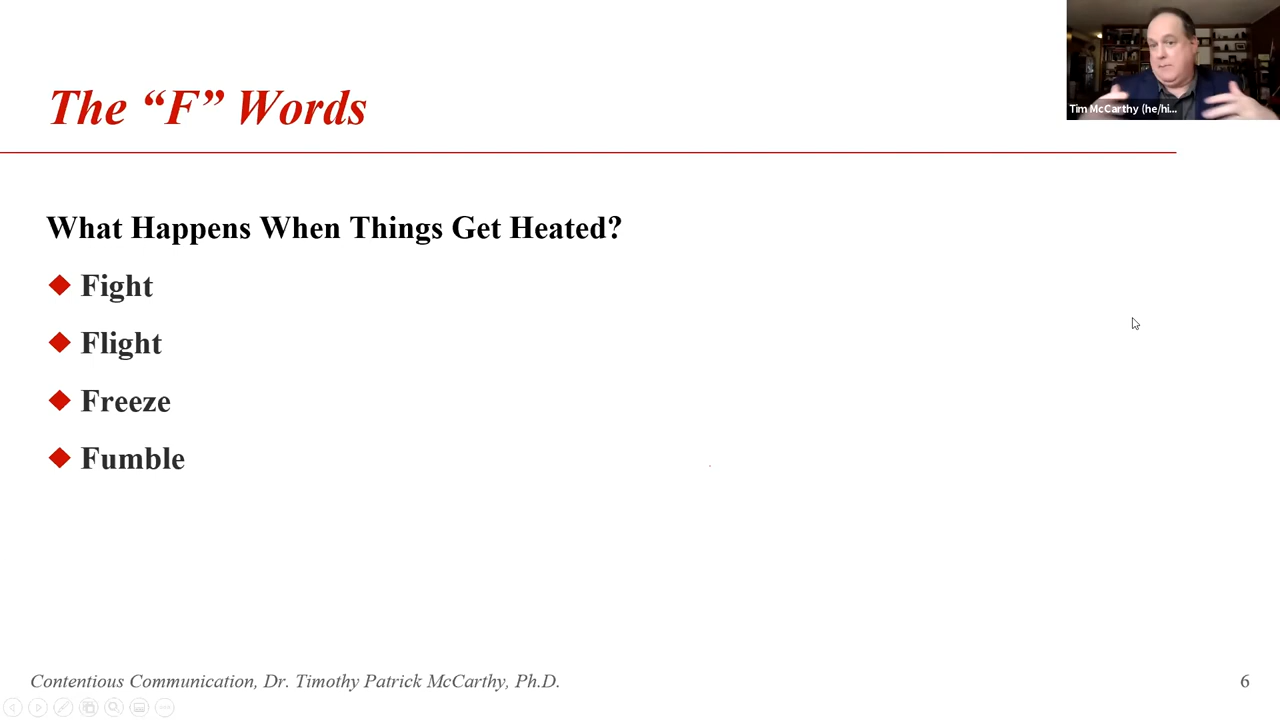 Tim McCarthy (he/hi...
The “F” Words
What Happens When Things Get Heated?
Fight
Flight
Freeze
Fumble
Contentious Communication, Dr. Timothy Patrick McCarthy, Ph.D.
6